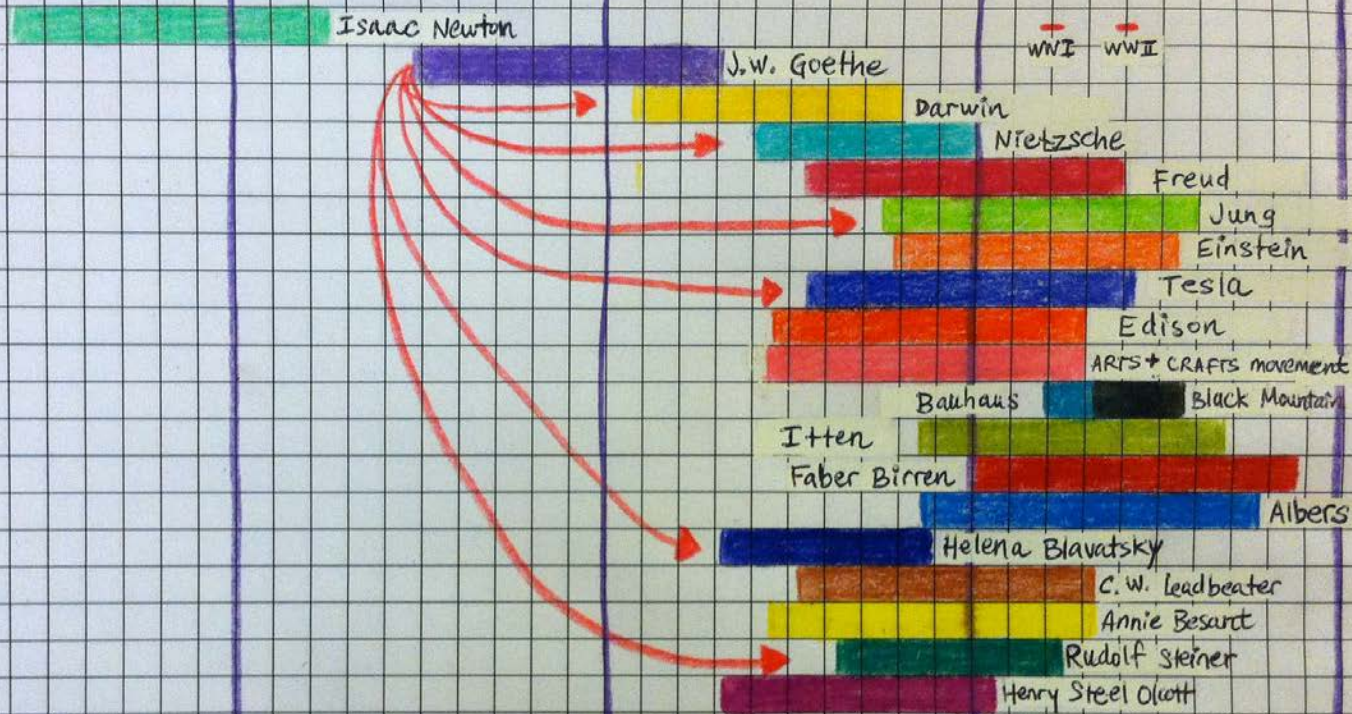 Isaac Newton
WWI WWII
J.W. Goethe
Darwin
Nietzsche
Freud
Jung
Einstein
Tesla
Edison
ARTS + CRAFTS movement
Bauhaus Black Mountain
Itten
Faber Birren
Albers
Helena Blavatsky
C.W. Leadbeater
Annie Besant
Rudolf Steiner
Henry Steel Olcott